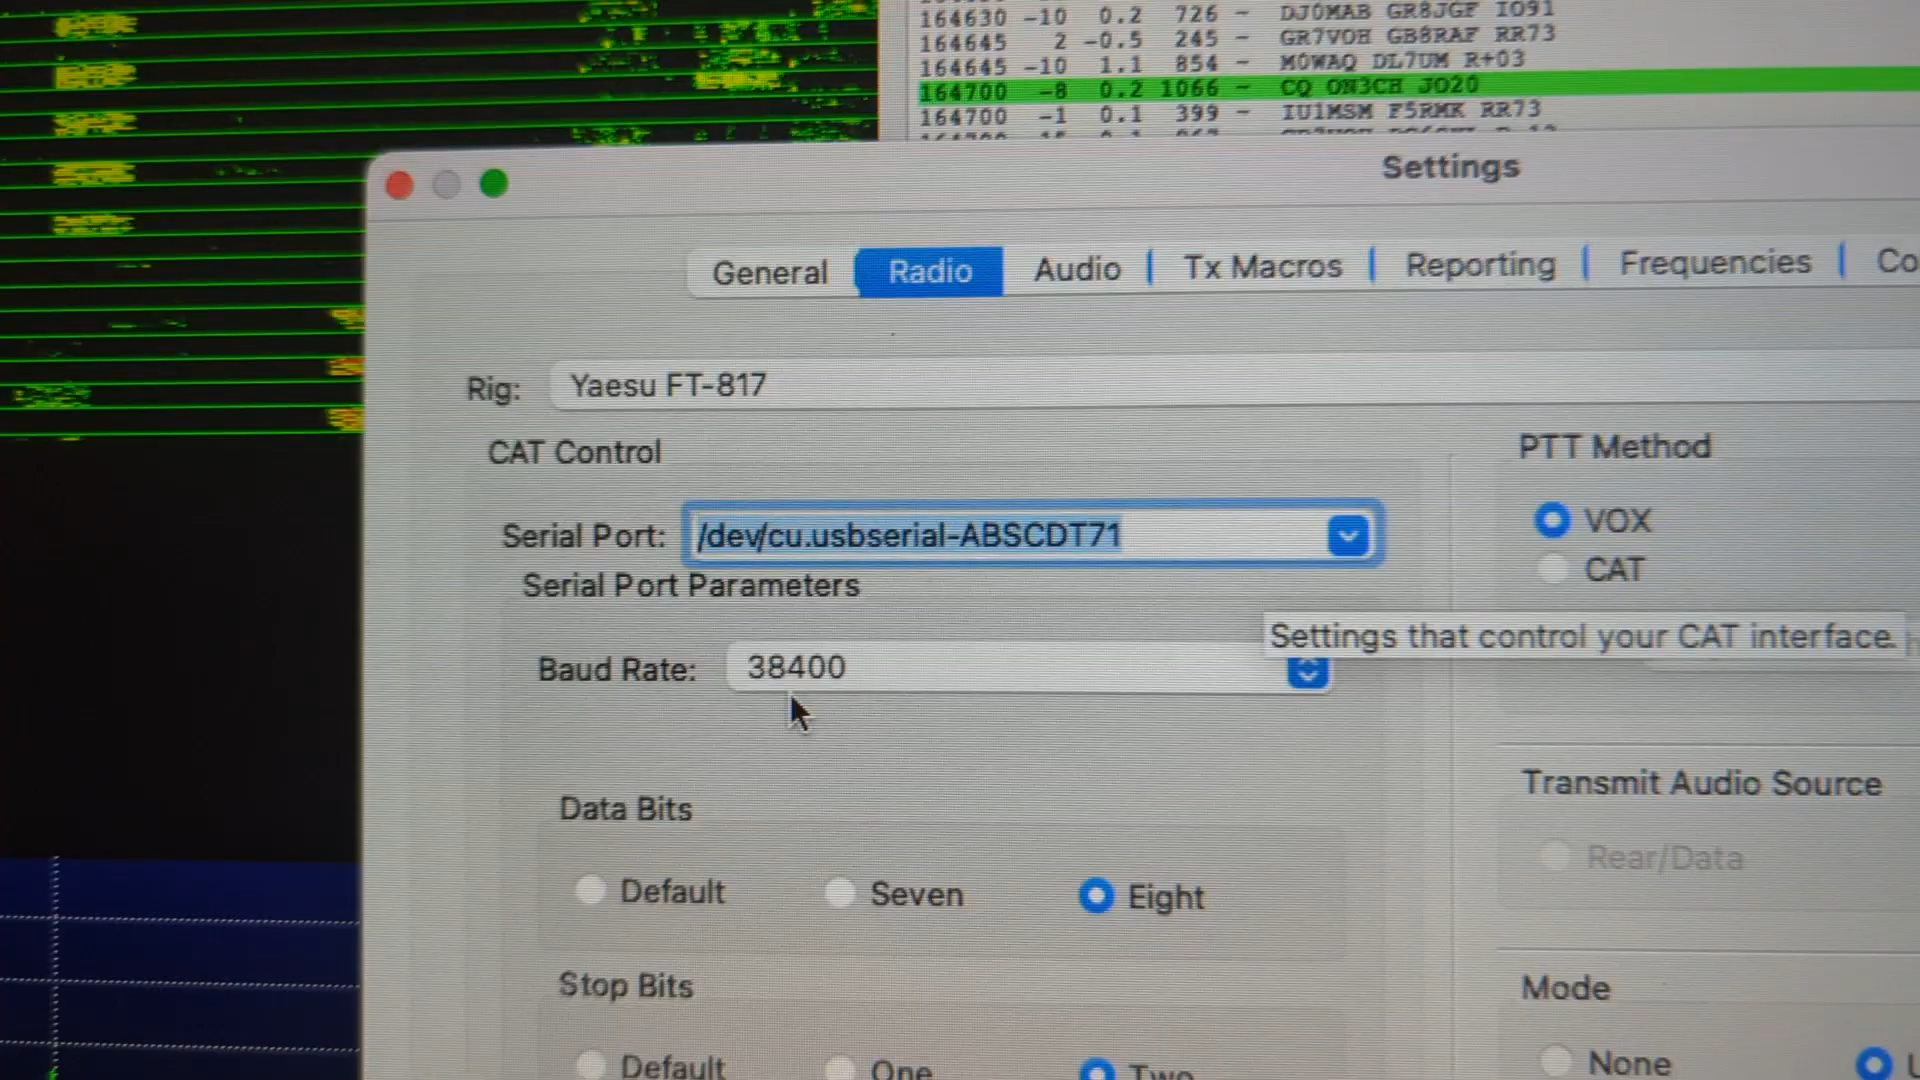 164630 -10 0.2 726 ~ DJ0MAB GR8JGF IO91
164645 2 -0.5 245 ~ GR7VOH GB8RAF RR73
164645 -10 1.1 854 ~ M0WAQ DL7UM R+03
164700 -8 0.2 1066 ~ CQ ON3CH JO20
164700 -1 0.1 399 ~ IU1MSM F5RMK RR73
Settings
General Radio Audio Tx Macros Reporting Frequencies Co
Rig: Yaesu FT-817
CAT Control
Serial Port: /dev/cu.usbserial-ABSCDT71
Serial Port Parameters
Baud Rate: 38400
Data Bits
Default Seven Eight
Stop Bits
Default One Two
PTT Method
VOX
CAT
Settings that control your CAT interface.
Transmit Audio Source
Rear/Data
Mode
None